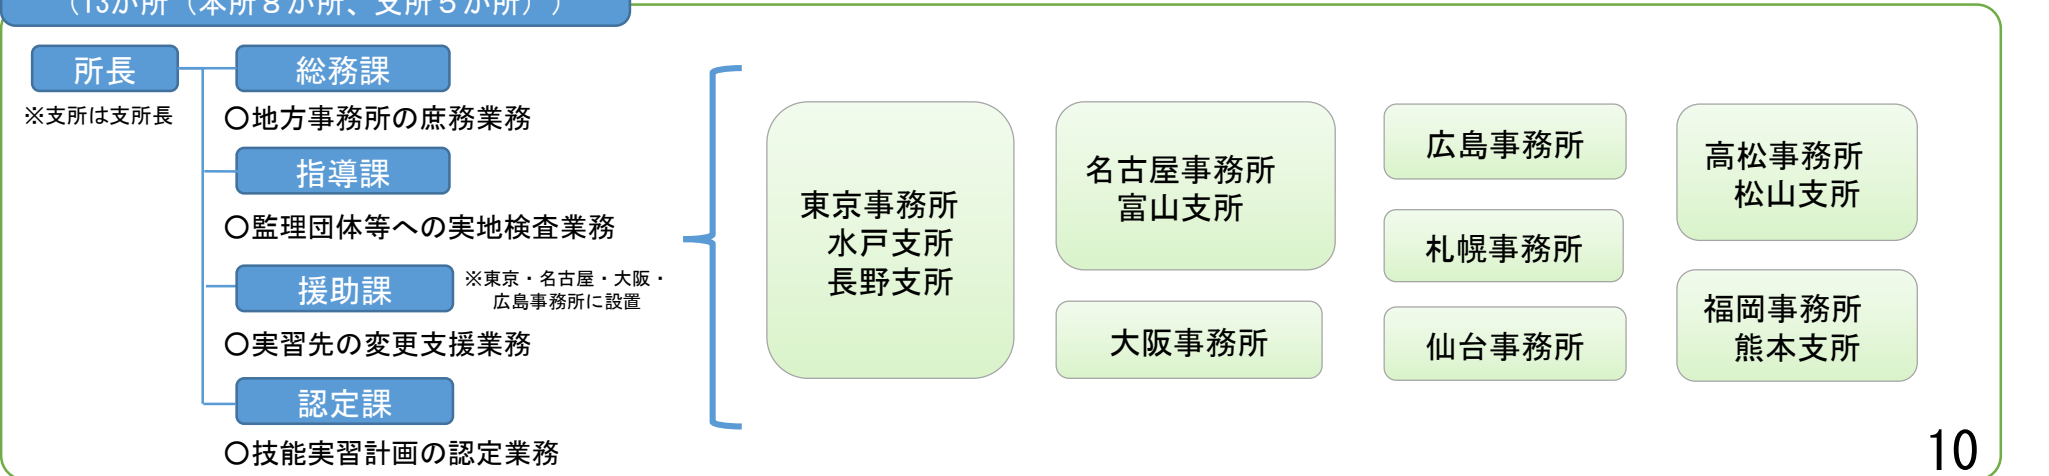 (13か所(本所8か所、支所5か所))
所長
※支所は支所長
総務課
○地方事務所の庶務業務
指導課
○監理団体等への実地検査業務
援助課
※東京・名古屋・大阪・
広島事務所に設置
○実習先の変更支援業務
認定課
○技能実習計画の認定業務
東京事務所
水戸支所
長野支所
名古屋事務所
富山支所
大阪事務所
広島事務所
札幌事務所
仙台事務所
高松事務所
松山支所
福岡事務所
熊本支所
10